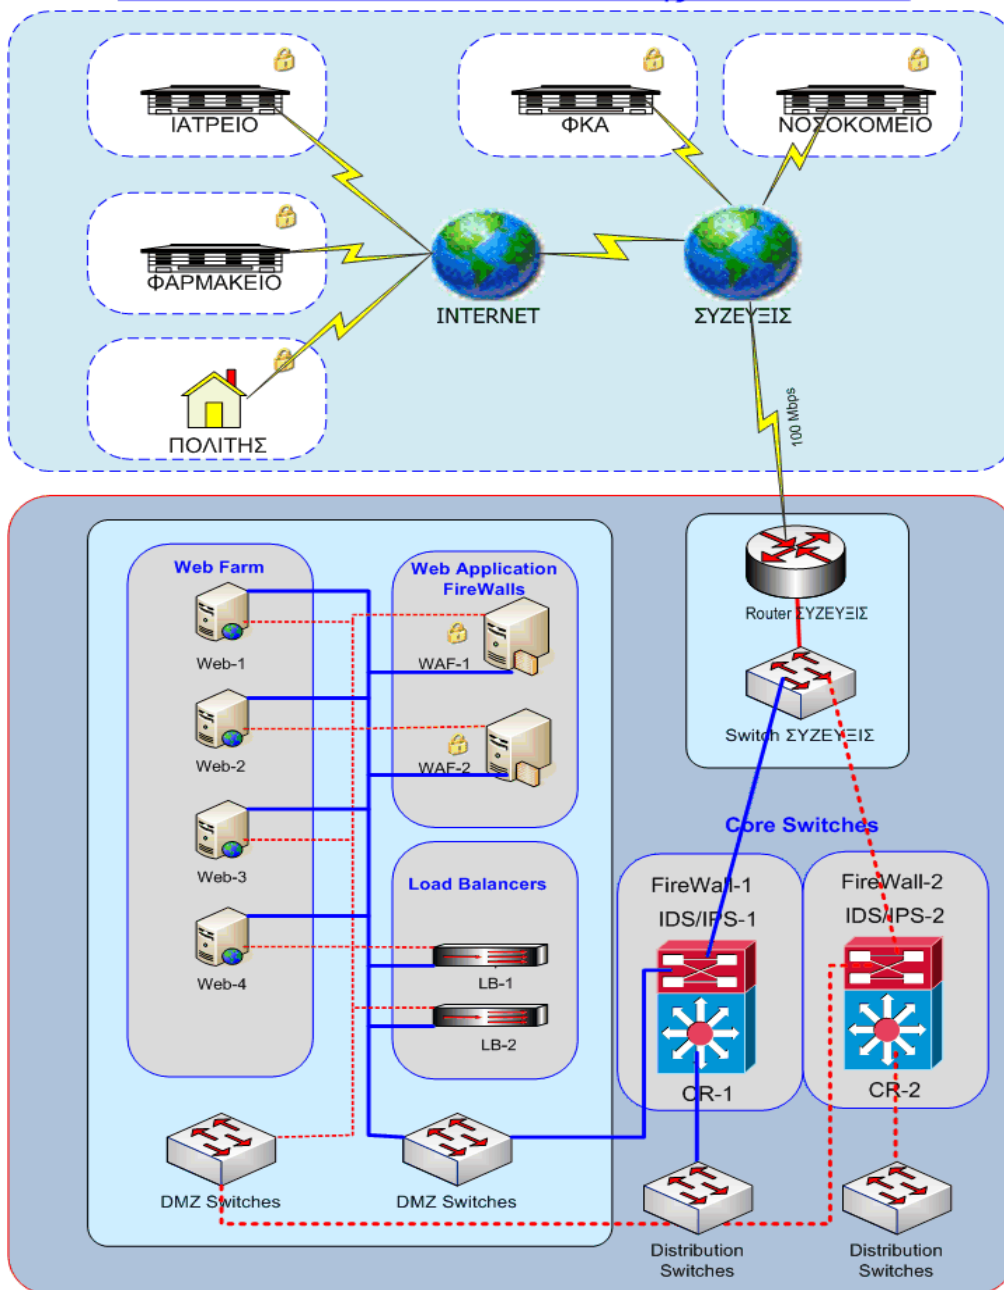 ΙΑΤΡΕΙΟ
ΦΚΑ
ΝΟΣΟΚΟΜΕΙΟ
ΦΑΡΜΑΚΕΙΟ
INTERNET
ΣΥΖΕΥΞΙΣ
ΠΟΛΙΤΗΣ
100 Mbps
Web Farm
Web-1
Web-2
Web-3
Web-4
Web Application
FireWalls
WAF-1
WAF-2
Load Balancers
LB-1
LB-2
DMZ Switches
DMZ Switches
Router ΣΥΖΕΥΞΙΣ
Switch ΣΥΖΕΥΞΙΣ
Core Switches
FireWall-1
IDS/IPS-1
CR-1
FireWall-2
IDS/IPS-2
CR-2
Distribution
Switches
Distribution
Switches